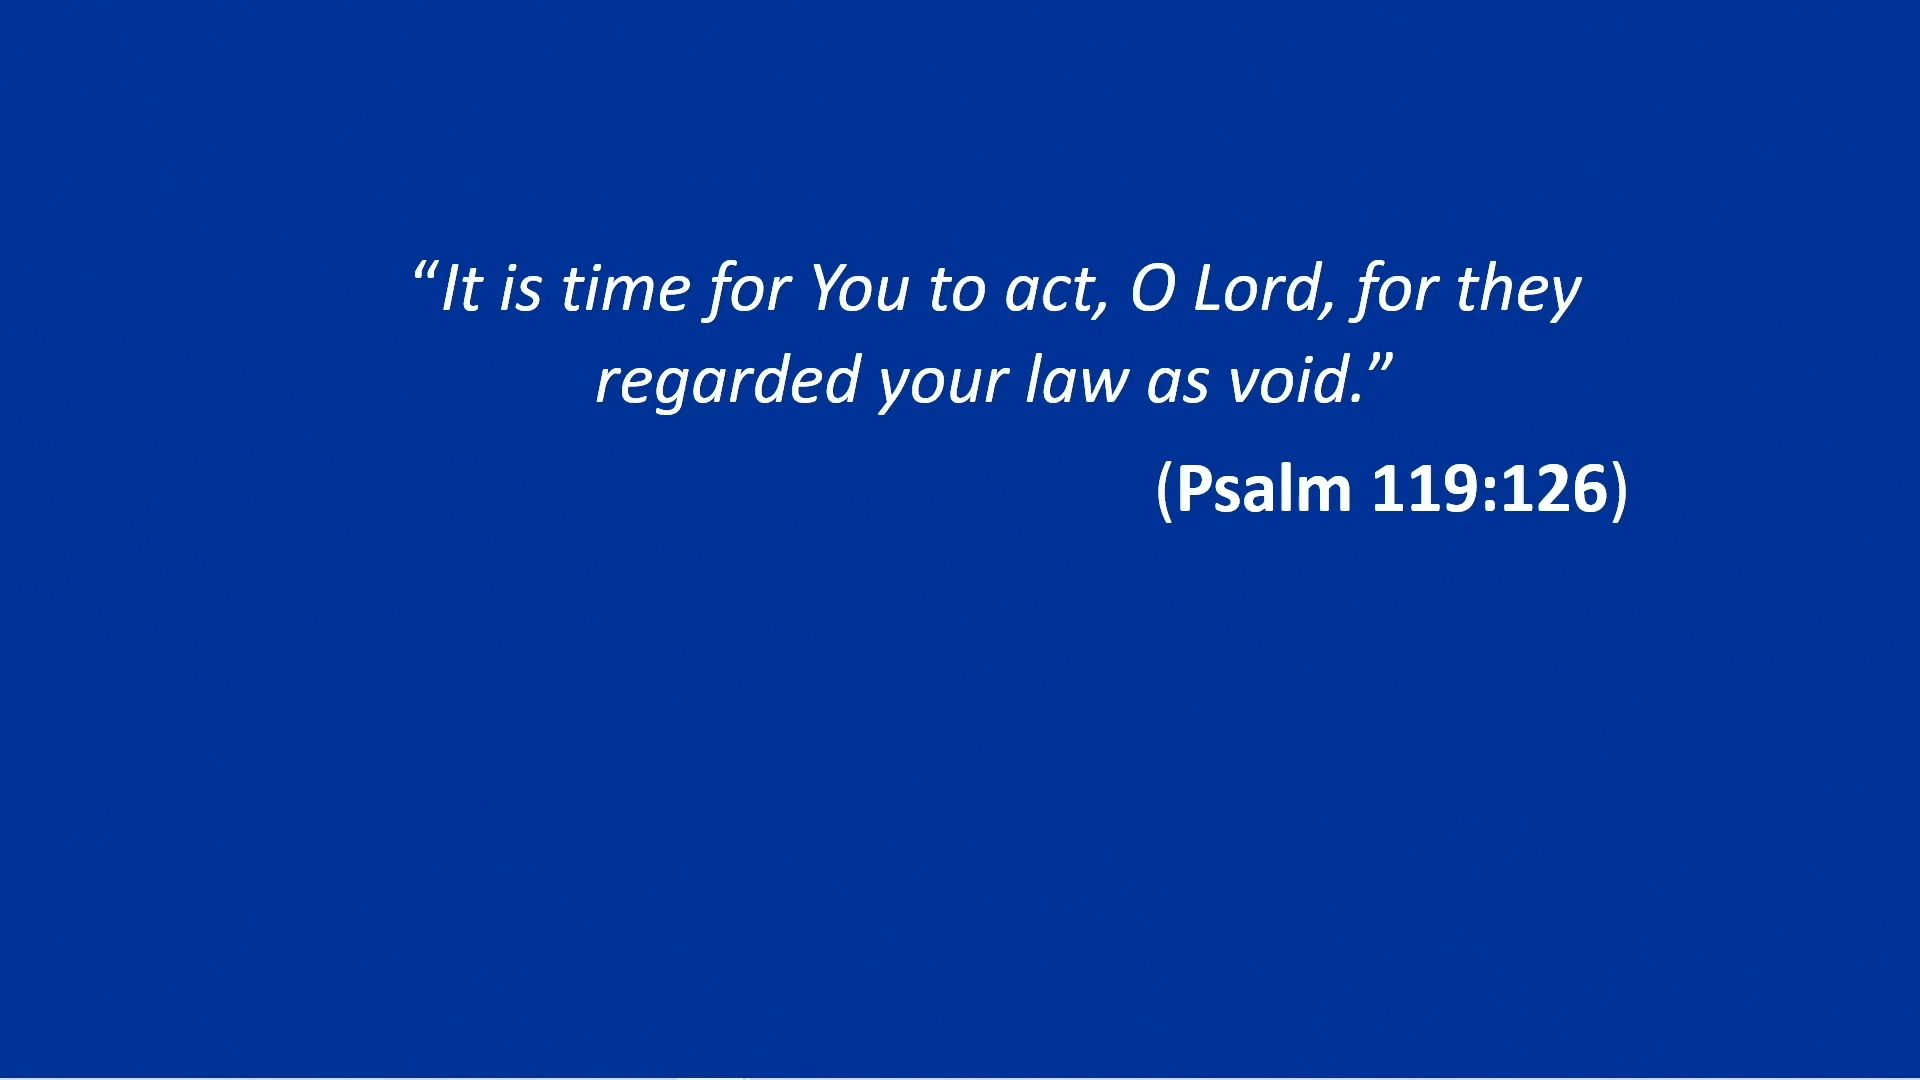 “It is time for You to act, O Lord, for they
regarded your law as void.”
(Psalm 119:126)